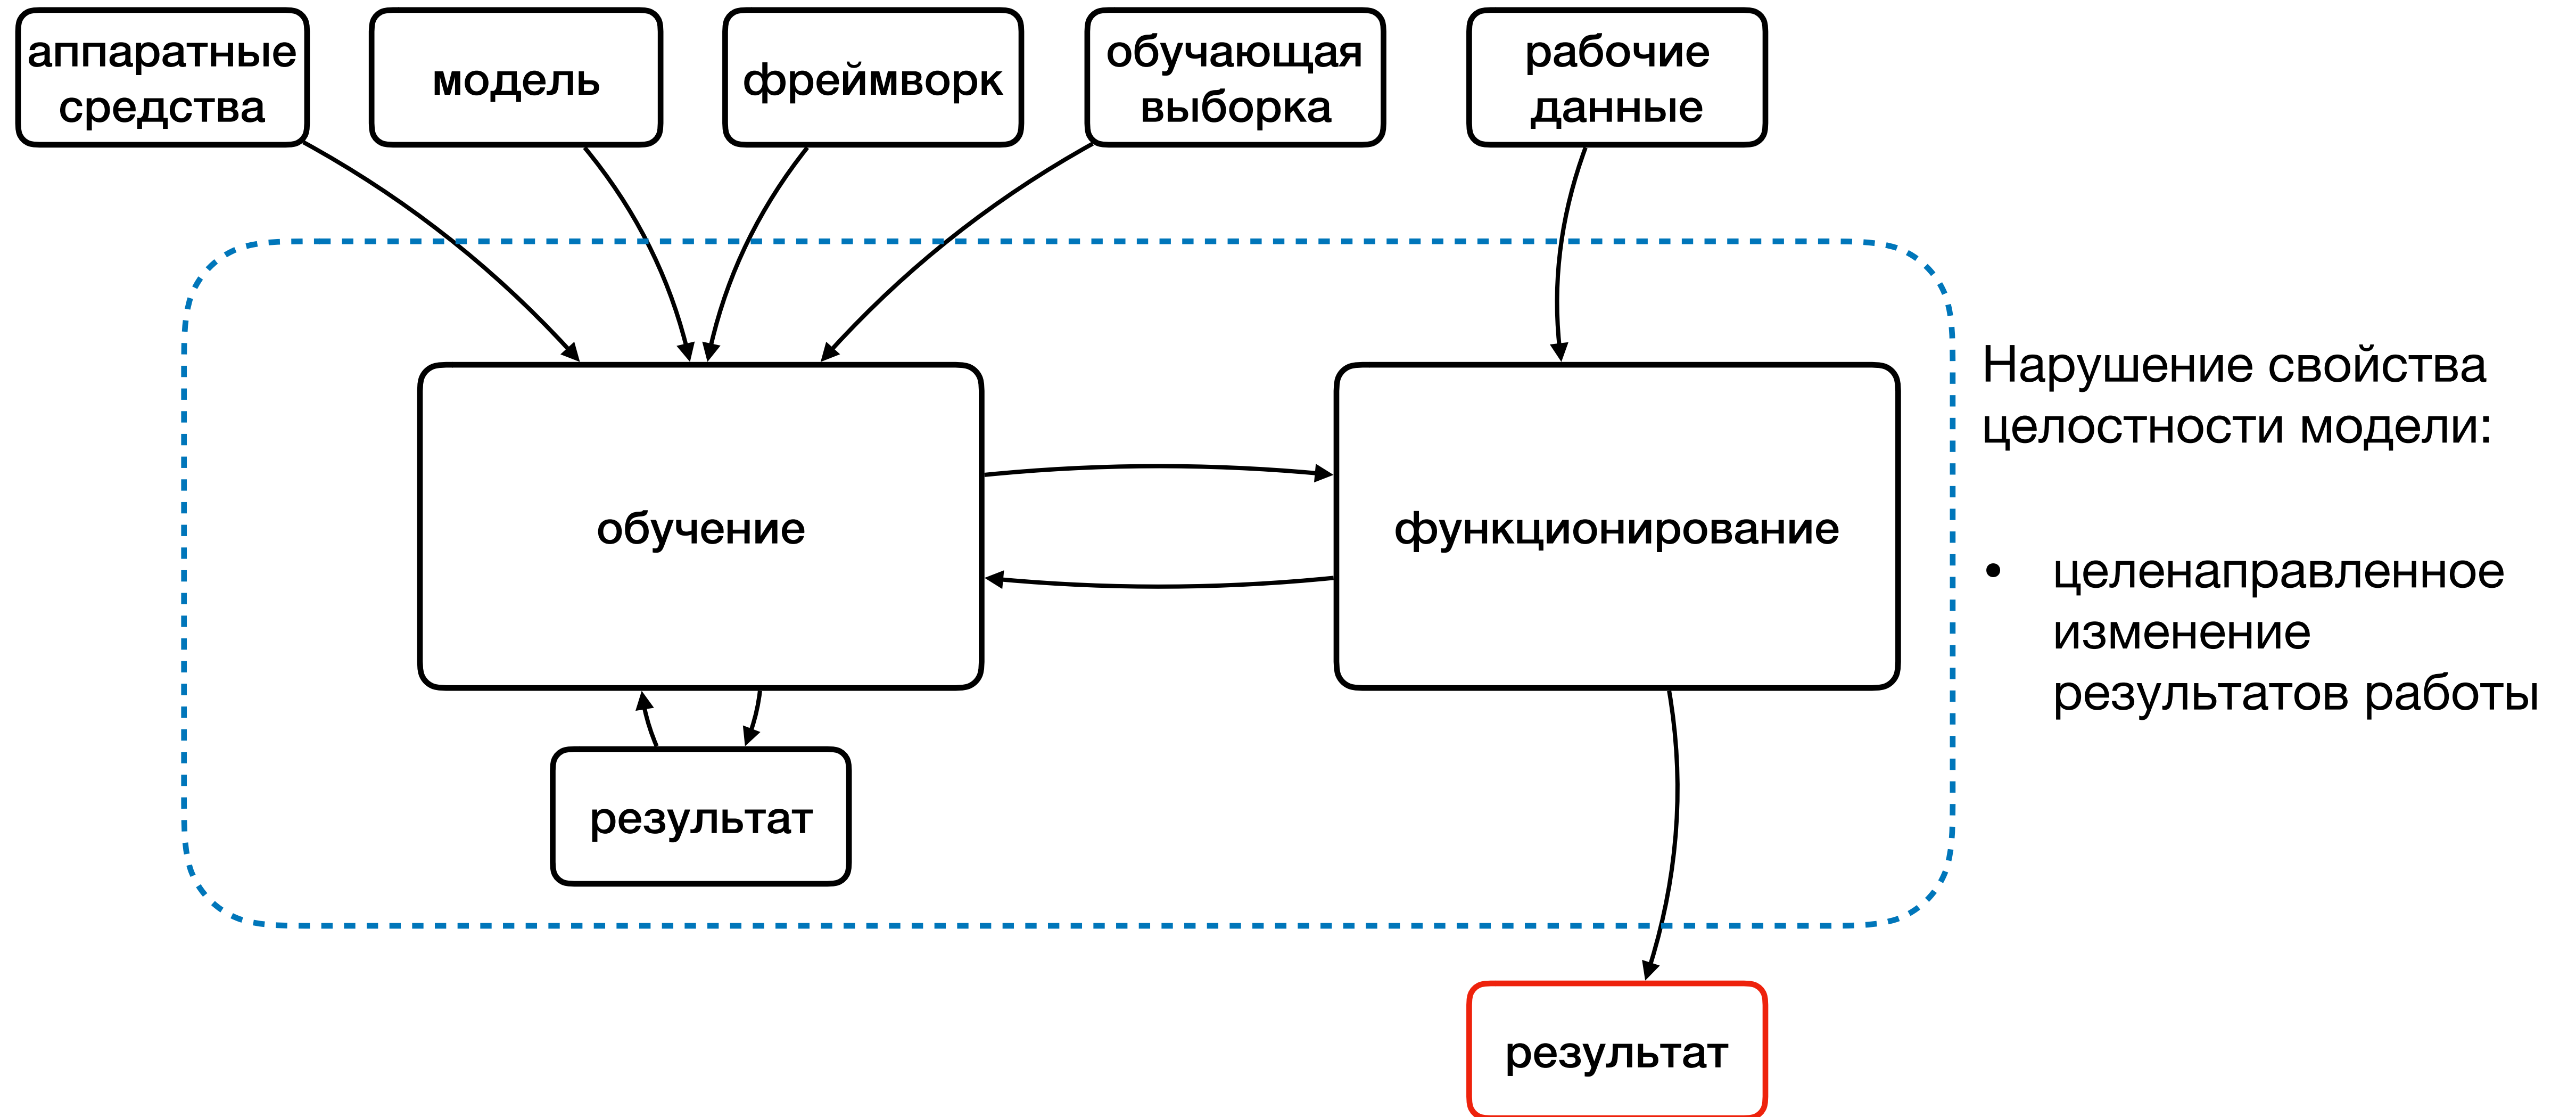 аппаратные
средства
модель
фреймворк
обучающая
выборка
рабочие
данные
обучение
функционирование
результат
результат
Нарушение свойства
целостности модели:
• целенаправленное
изменение
результатов работы